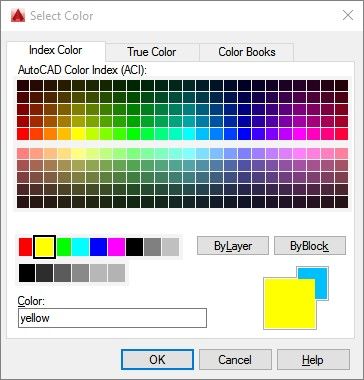 Select Color
Index Color True Color Color Books
AutoCAD Color Index (ACI):
ByLayer ByBlock
Color:
yellow
OK Cancel Help